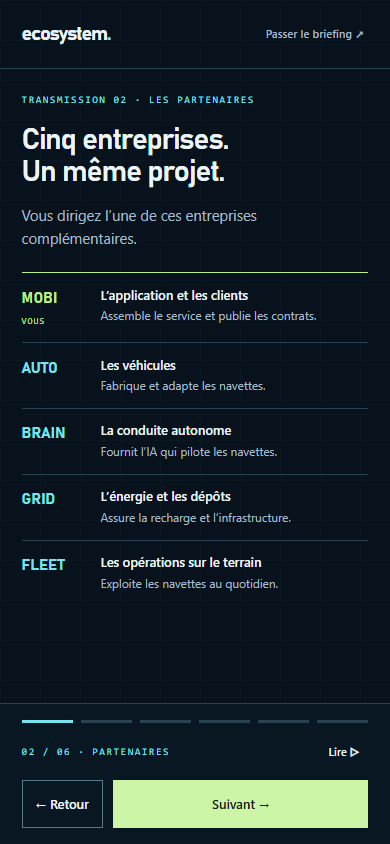 ecosystem.
Passer le briefing ↗
TRANSMISSION 02 · LES PARTENAIRES
Cinq entreprises.
Un même projet.
Vous dirigez l’une de ces entreprises
complémentaires.
MOBI
VOUS
L’application et les clients
Assemble le service et publie les contrats.
AUTO
Les véhicules
Fabrique et adapte les navettes.
BRAIN
La conduite autonome
Fournit l’IA qui pilote les navettes.
GRID
L’énergie et les dépôts
Assure la recharge et l’infrastructure.
FLEET
Les opérations sur le terrain
Exploite les navettes au quotidien.
02 / 06 · PARTENAIRES
Lire ▷
← Retour
Suivant →